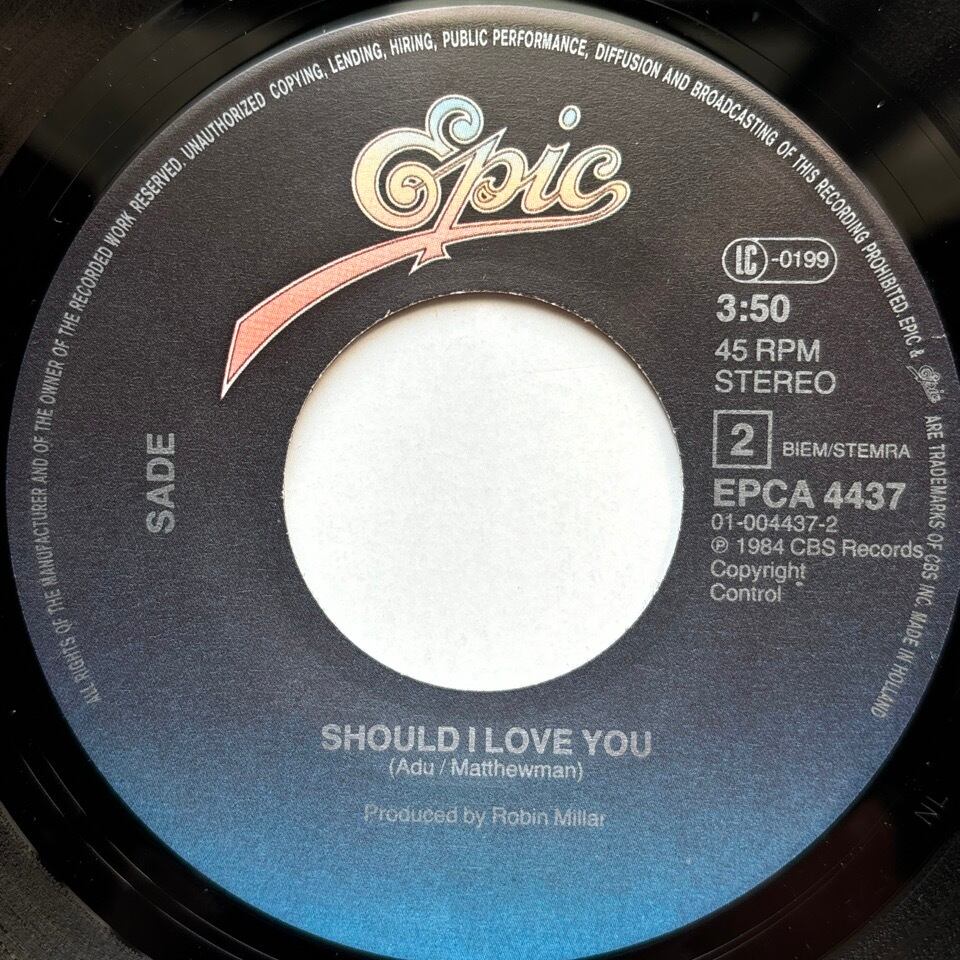 ALL RIGHTS OF THE MANUFACTURER AND OF THE OWNER OF THE RECORDED WORK RESERVED. UNAUTHORIZED COPYING, LENDING, HIRING, PUBLIC PERFORMANCE, DIFFUSION AND BROADCASTING OF THIS RECORDING PROHIBITED. EPIC & Epic ARE TRADEMARKS OF CBS INC. MADE IN HOLLAND
Epic
LC-0199
3:50
45 RPM
STEREO
2 BIEM/STEMRA
EPCA 4437
01-004437-2
℗ 1984 CBS Records
Copyright
Control
SADE
SHOULD I LOVE YOU
(Adu / Matthewman)
Produced by Robin Millar
NL